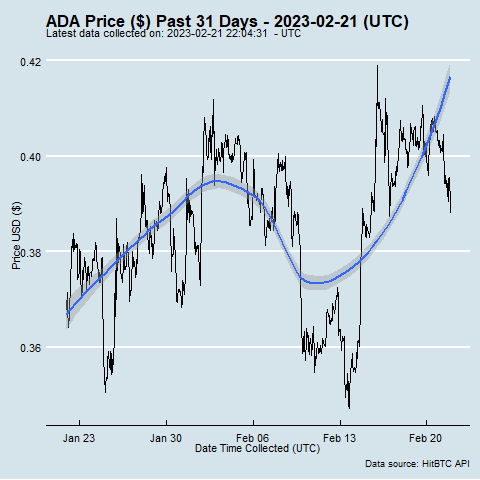 ADA Price ($) Past 31 Days - 2023-02-21 (UTC)
Latest data collected on: 2023-02-21 22:04:31 - UTC
0.42
0.40
0.38
0.36
Price USD ($)
Jan 23 Jan 30 Feb 06 Feb 13 Feb 20
Date Time Collected (UTC)
Data source: HitBTC API